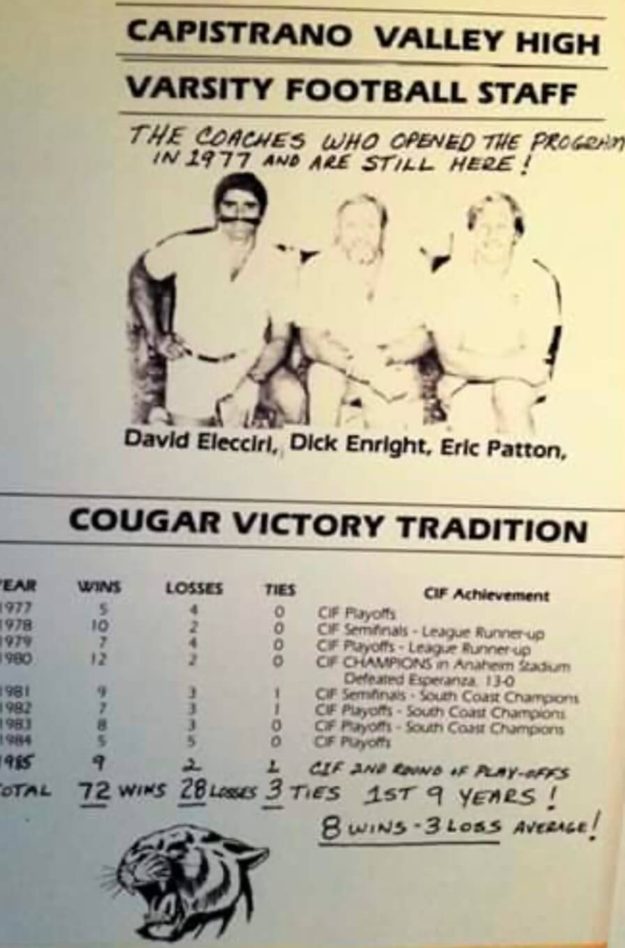 CAPISTRANO VALLEY HIGH
VARSITY FOOTBALL STAFF
THE COACHES WHO OPENED THE PROGRAM
IN 1977 AND ARE STILL HERE!
David Elecciri, Dick Enright, Eric Patton,
COUGAR VICTORY TRADITION
YEAR WINS LOSSES TIES CIF Achievement
1977 5 4 0 CIF Playoffs
1978 10 2 0 CIF Semifinals - League Runner-up
1979 7 4 0 CIF Playoffs - League Runner-up
1980 12 2 0 CIF CHAMPIONS in Anaheim Stadium
Defeated Esperanza, 13-0
1981 9 3 1 CIF Semifinals - South Coast Champions
1982 7 3 1 CIF Playoffs - South Coast Champions
1983 8 3 0 CIF Playoffs - South Coast Champions
1984 5 5 0 CIF Playoffs
1985 9 2 1 CIF 2ND ROUND OF PLAY-OFFS
TOTAL 72 WINS 28 LOSSES 3 TIES 1ST 9 YEARS!
8 WINS - 3 LOSS AVERAGE!